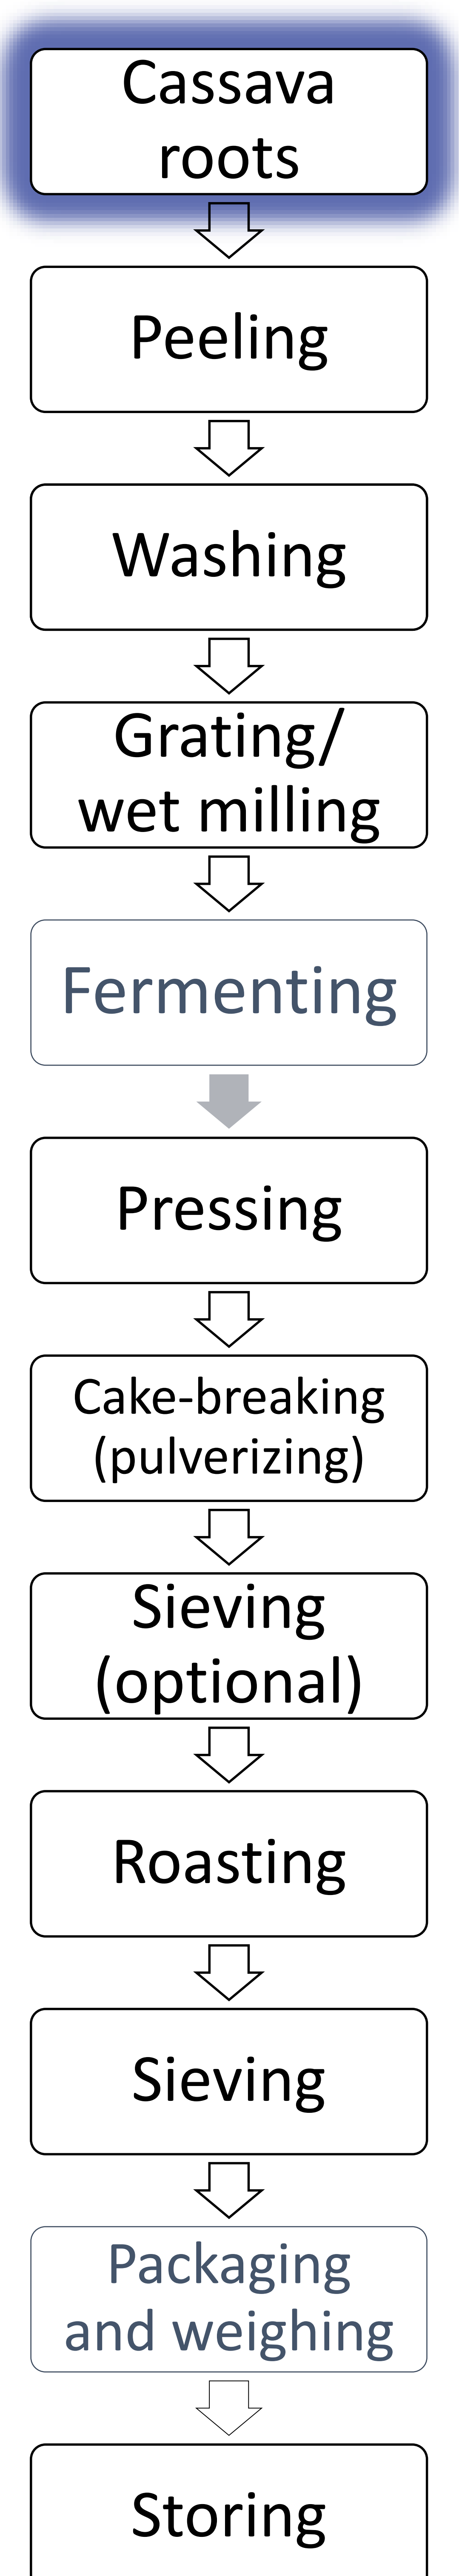 Cassava
roots
Peeling
Washing
Grating/
wet milling
Fermenting
Pressing
Cake-breaking
(pulverizing)
Sieving
(optional)
Roasting
Sieving
Packaging
and weighing
Storing